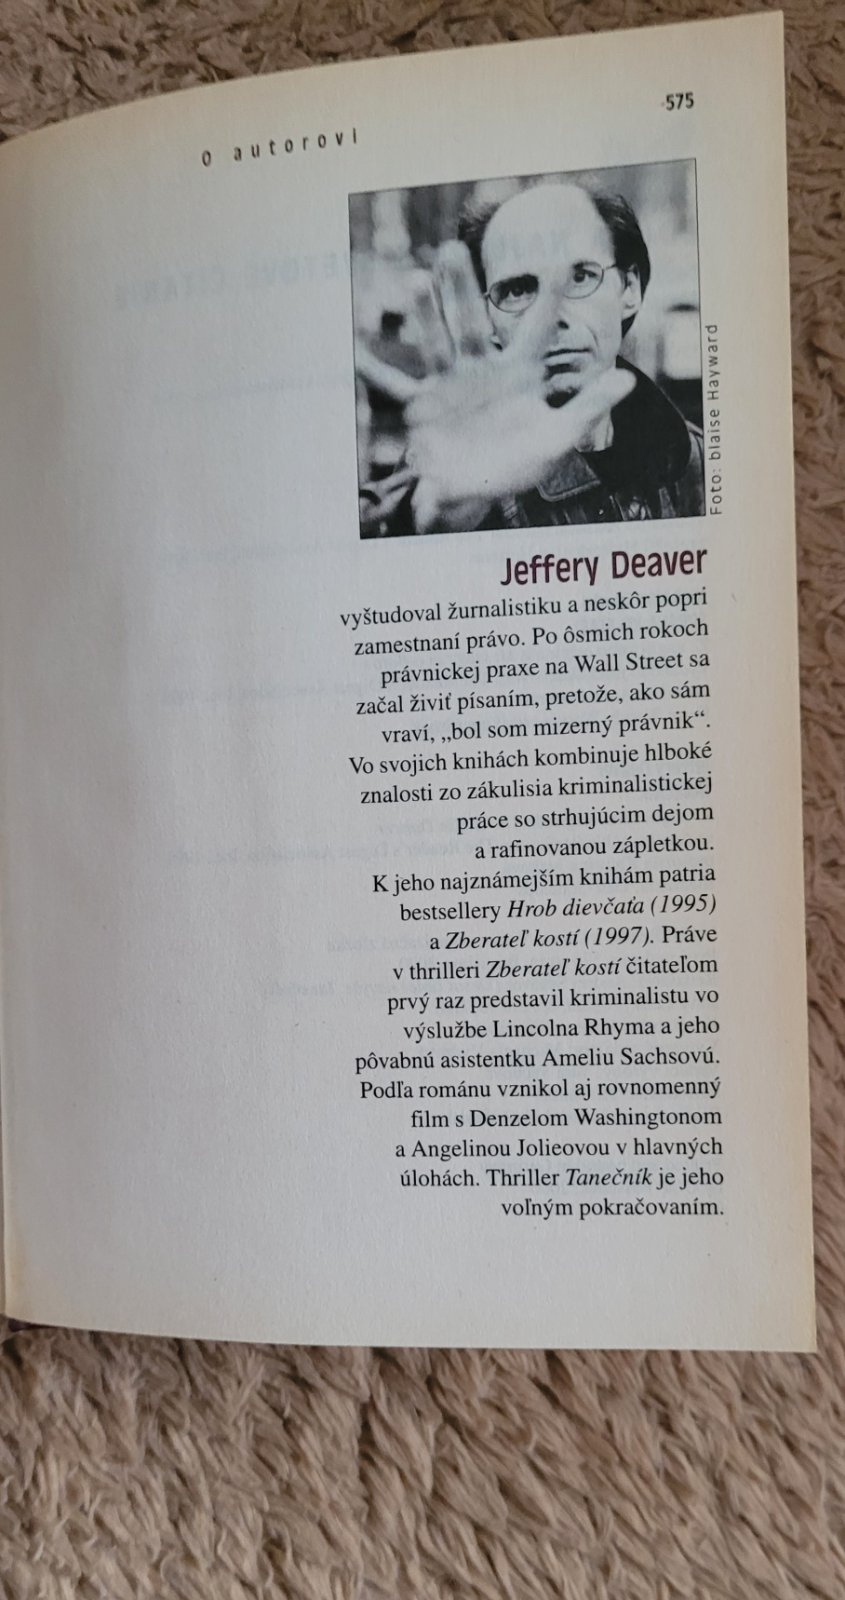 575
O autorovi
Foto: blaise Hayward
Jeffery Deaver
vyštudoval žurnalistiku a neskôr popri
zamestnaní právo. Po ôsmich rokoch
právnickej praxe na Wall Street sa
začal živiť písaním, pretože, ako sám
vraví, „bol som mizerný právnik“.
Vo svojich knihách kombinuje hlboké
znalosti zo zákulisia kriminalistickej
práce so strhujúcim dejom
a rafinovanou zápletkou.
K jeho najznámejším knihám patria
bestsellery Hrob dievčaťa (1995)
a Zberateľ kostí (1997). Práve
v thrilleri Zberateľ kostí čitateľom
prvý raz predstavil kriminalistu vo
výslužbe Lincolna Rhyma a jeho
pôvabnú asistentku Ameliu Sachsovú.
Podľa románu vznikol aj rovnomenný
film s Denzelom Washingtonom
a Angelinou Jolieovou v hlavných
úlohách. Thriller Tanečník je jeho
voľným pokračovaním.